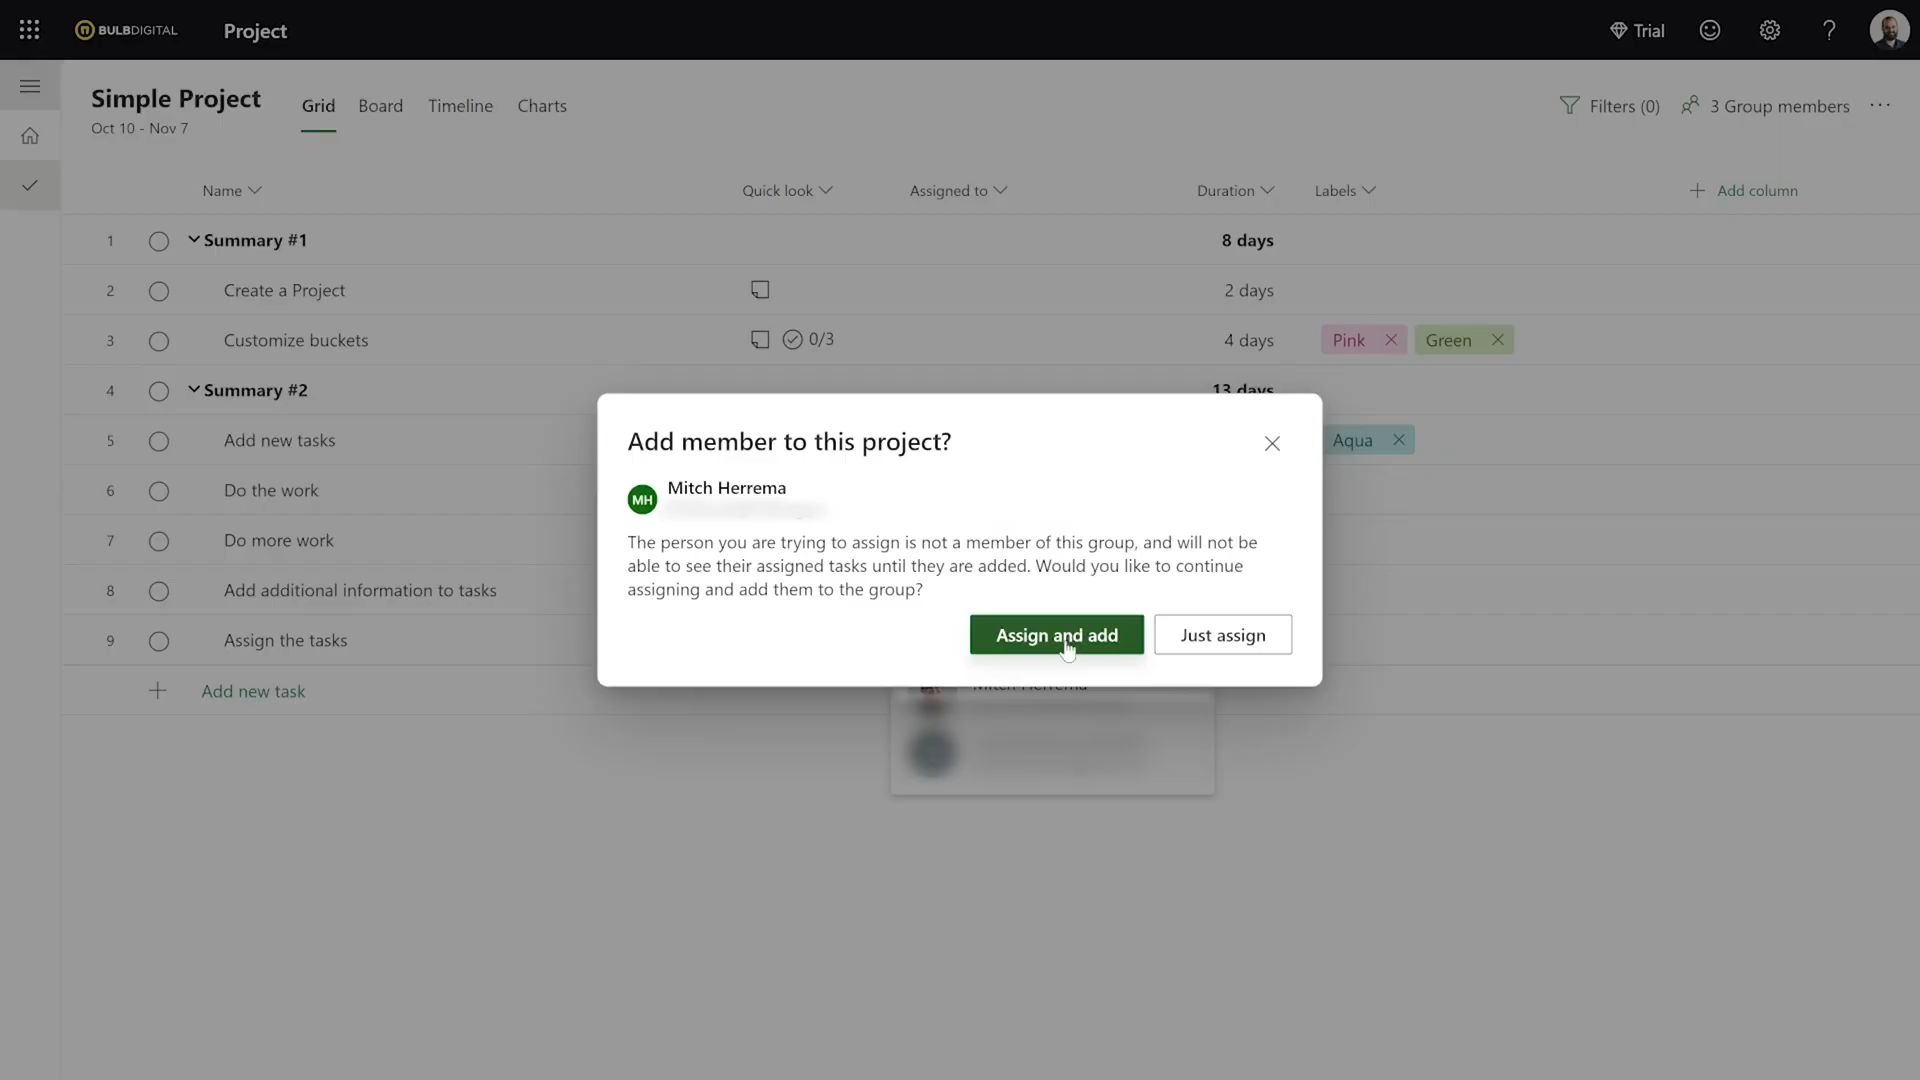 BULBDIGITAL
Project
Trial
Simple Project
Oct 10 - Nov 7
Grid
Board
Timeline
Charts
Filters (0)
3 Group members
Name
Quick look
Assigned to
Duration
Labels
Add column
1
Summary #1
8 days
2
Create a Project
2 days
3
Customize buckets
0/3
4 days
Pink
Green
4
Summary #2
13 days
5
Add new tasks
Aqua
6
Do the work
7
Do more work
8
Add additional information to tasks
9
Assign the tasks
Add new task
Add member to this project?
MH
Mitch Herrema
The person you are trying to assign is not a member of this group, and will not be
able to see their assigned tasks until they are added. Would you like to continue
assigning and add them to the group?
Assign and add
Just assign
Mitch Herrema